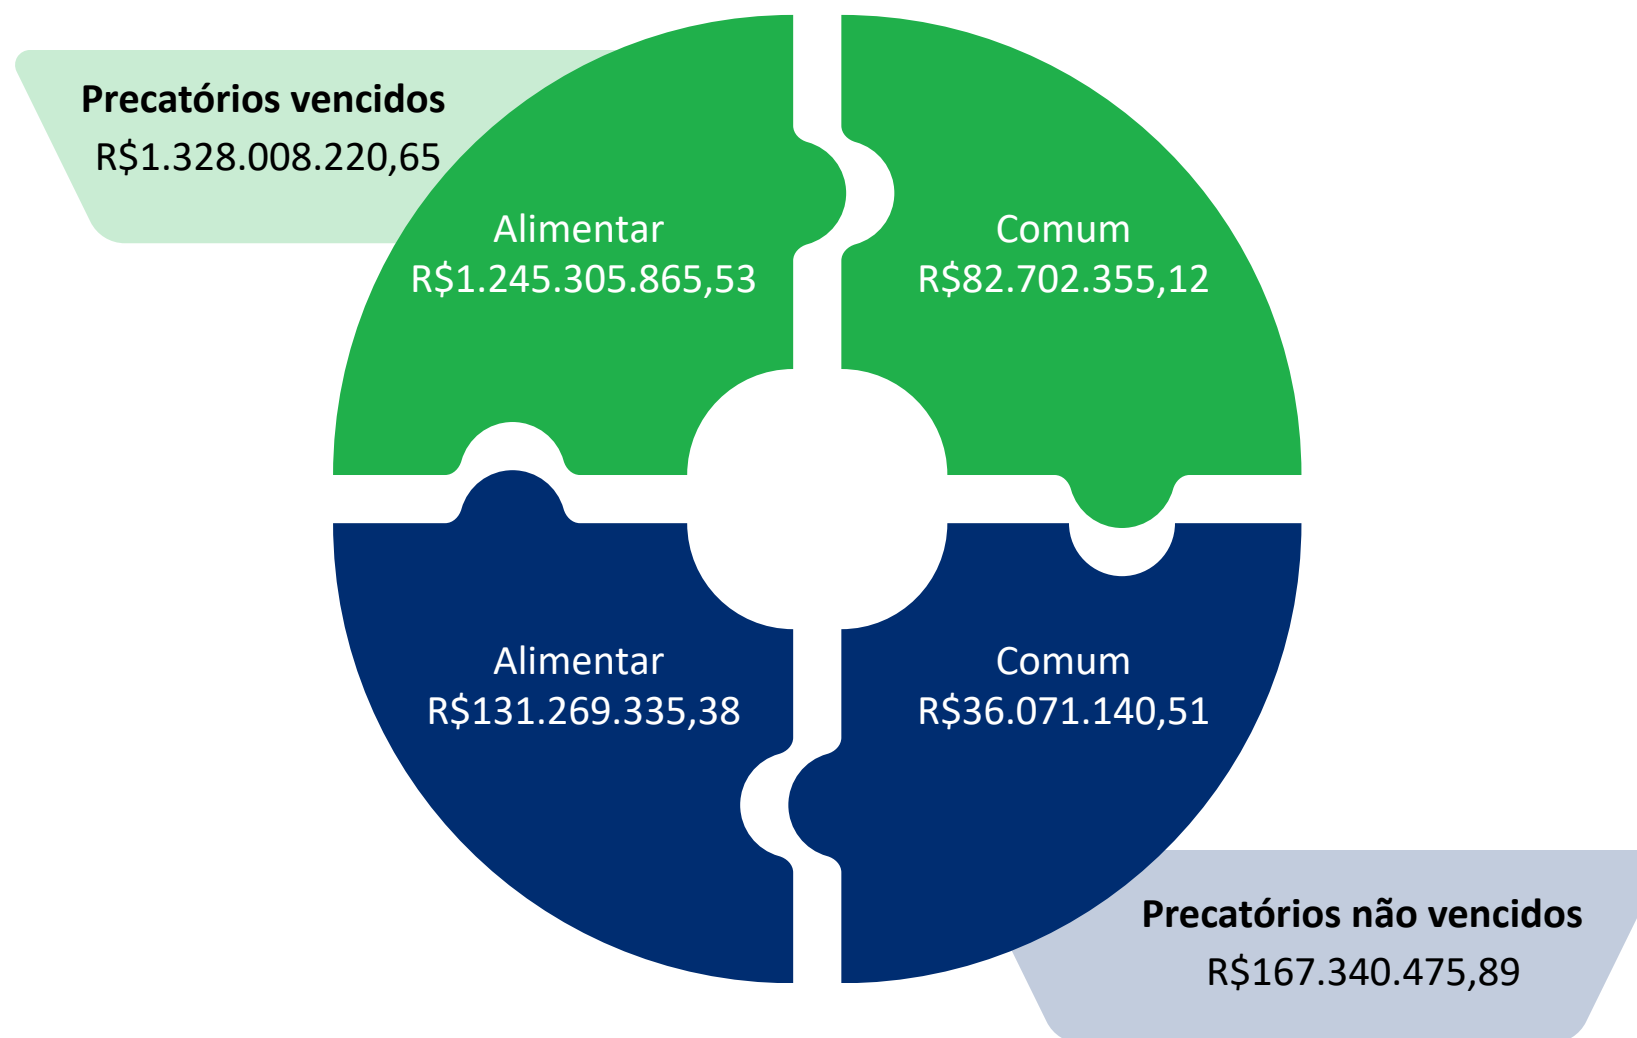 Precatórios vencidos
R$1.328.008.220,65
Alimentar
R$1.245.305.865,53
Comum
R$82.702.355,12
Alimentar
R$131.269.335,38
Comum
R$36.071.140,51
Precatórios não vencidos
R$167.340.475,89